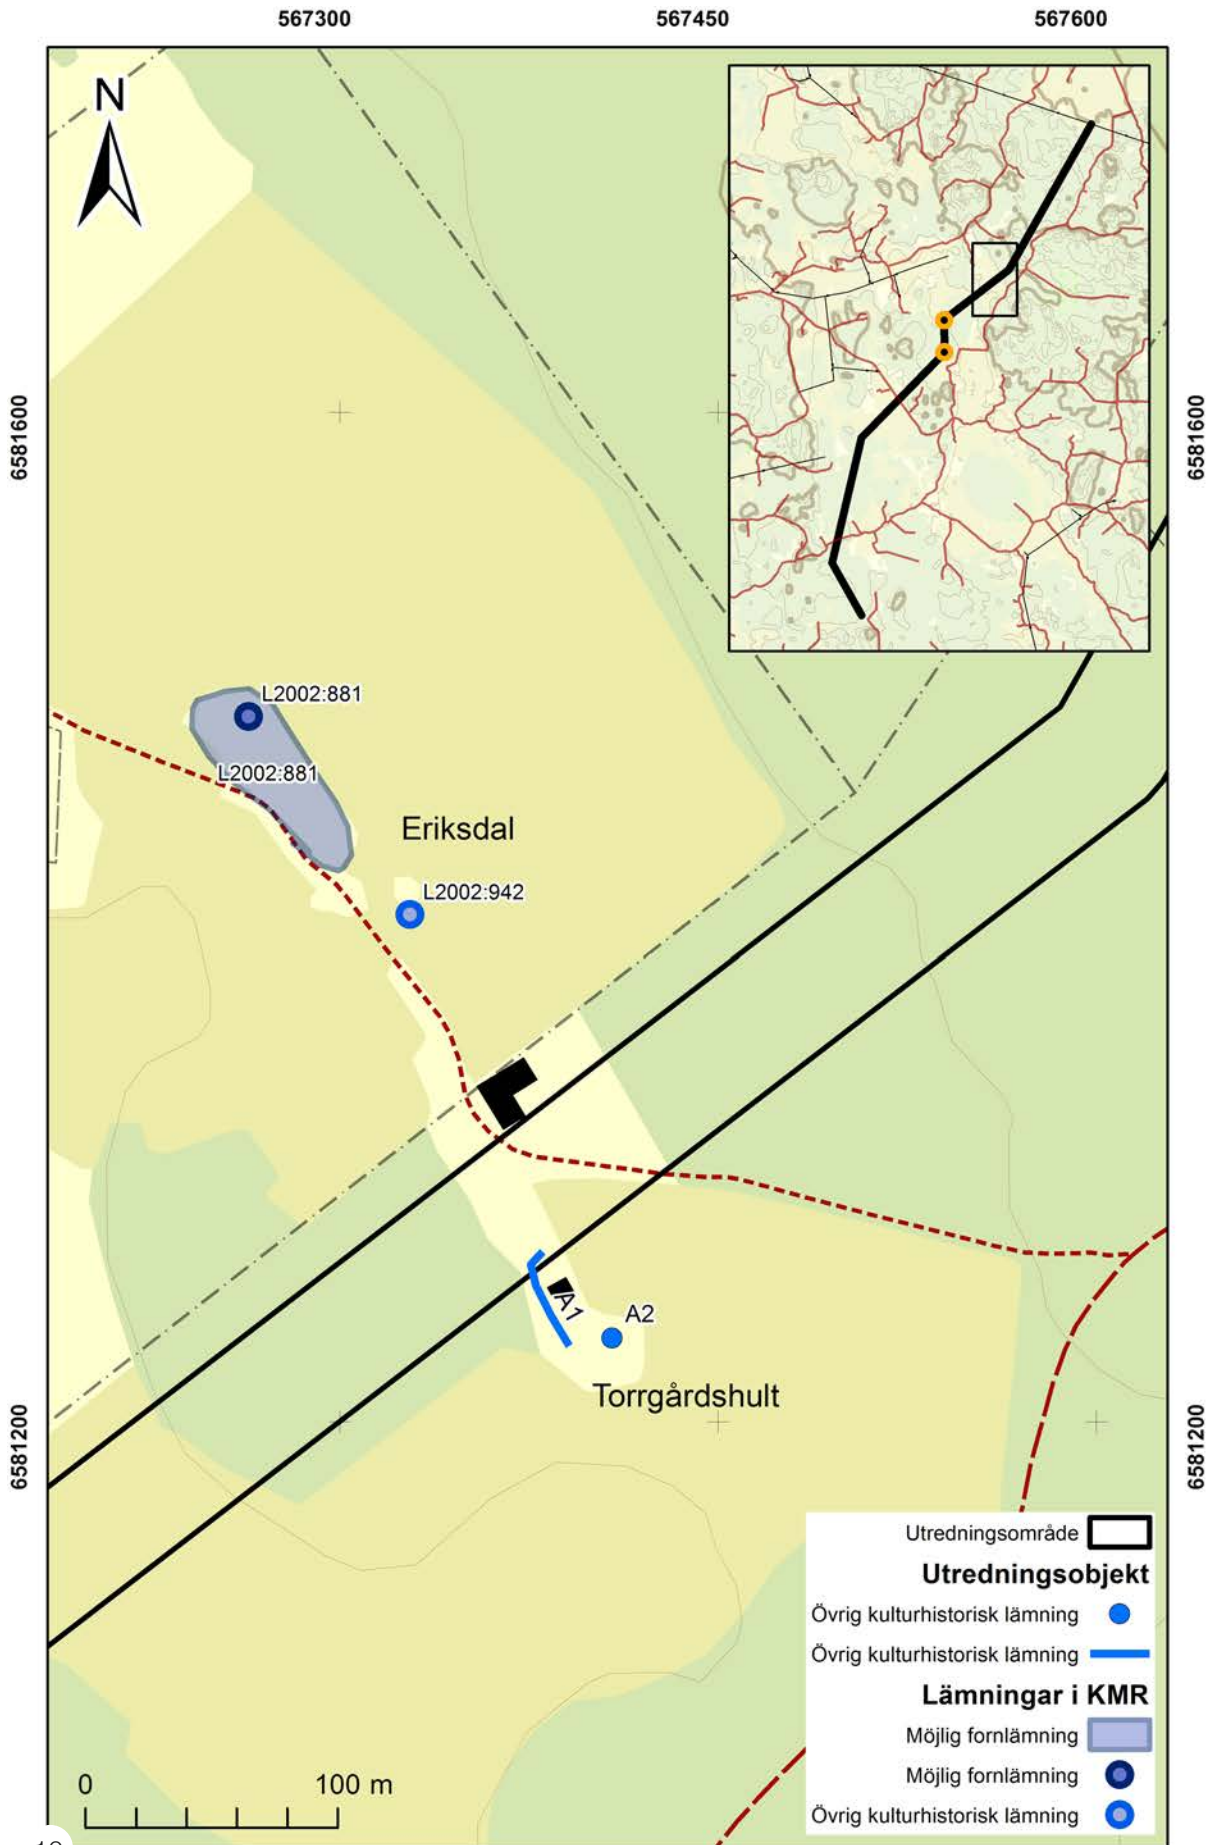 567300 567450 567600
N
6581600 6581600
L2002:881
L2002:881
Eriksdal
L2002:942
A1
A2
Torrgårdshult
6581200 6581200
Utredningsområde
Utredningsobjekt
Övrig kulturhistorisk lämning
Övrig kulturhistorisk lämning
Lämningar i KMR
Möjlig fornlämning
Möjlig fornlämning
Övrig kulturhistorisk lämning
0 100 m